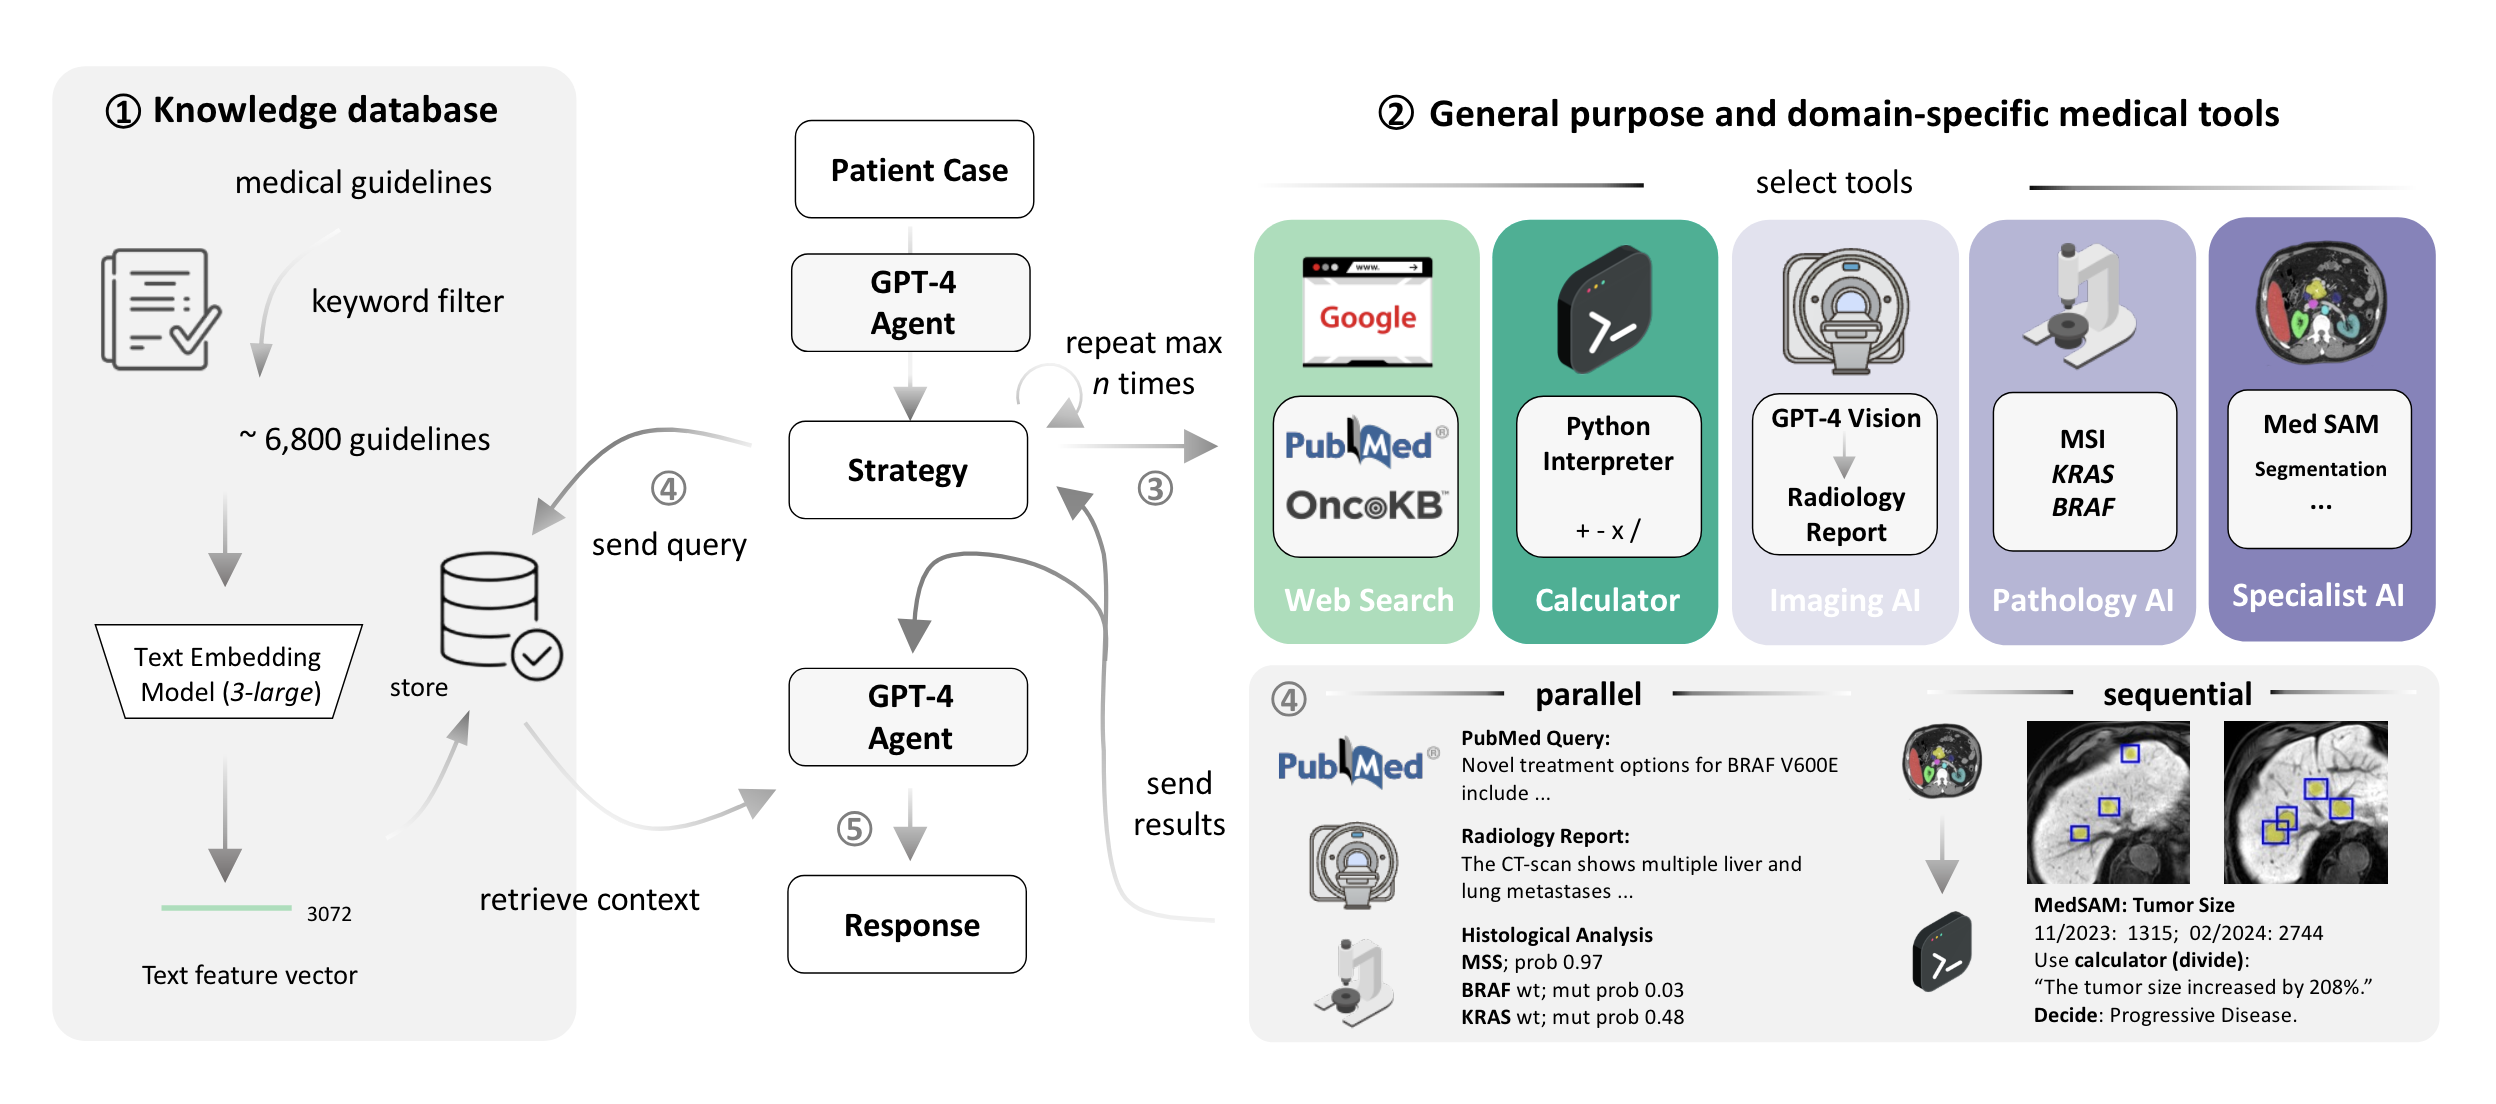 ① Knowledge database
medical guidelines
keyword filter
~ 6,800 guidelines
Text Embedding
Model (3-large)
store
3072
Text feature vector
retrieve context
④
send query
Patient Case
GPT-4
Agent
repeat max
n times
Strategy
③
GPT-4
Agent
⑤
Response
send
results
② General purpose and domain-specific medical tools
select tools
www.
Google
PubMed®
OncoKB™
Web Search
Python
Interpreter
+ - x /
Calculator
GPT-4 Vision
Radiology
Report
Imaging AI
MSI
KRAS
BRAF
Pathology AI
Med SAM
Segmentation
...
Specialist AI
④
parallel
PubMed®
PubMed Query:
Novel treatment options for BRAF V600E
include ...
Radiology Report:
The CT-scan shows multiple liver and
lung metastases ...
Histological Analysis
MSS; prob 0.97
BRAF wt; mut prob 0.03
KRAS wt; mut prob 0.48
sequential
MedSAM: Tumor Size
11/2023: 1315; 02/2024: 2744
Use calculator (divide):
“The tumor size increased by 208%.”
Decide: Progressive Disease.